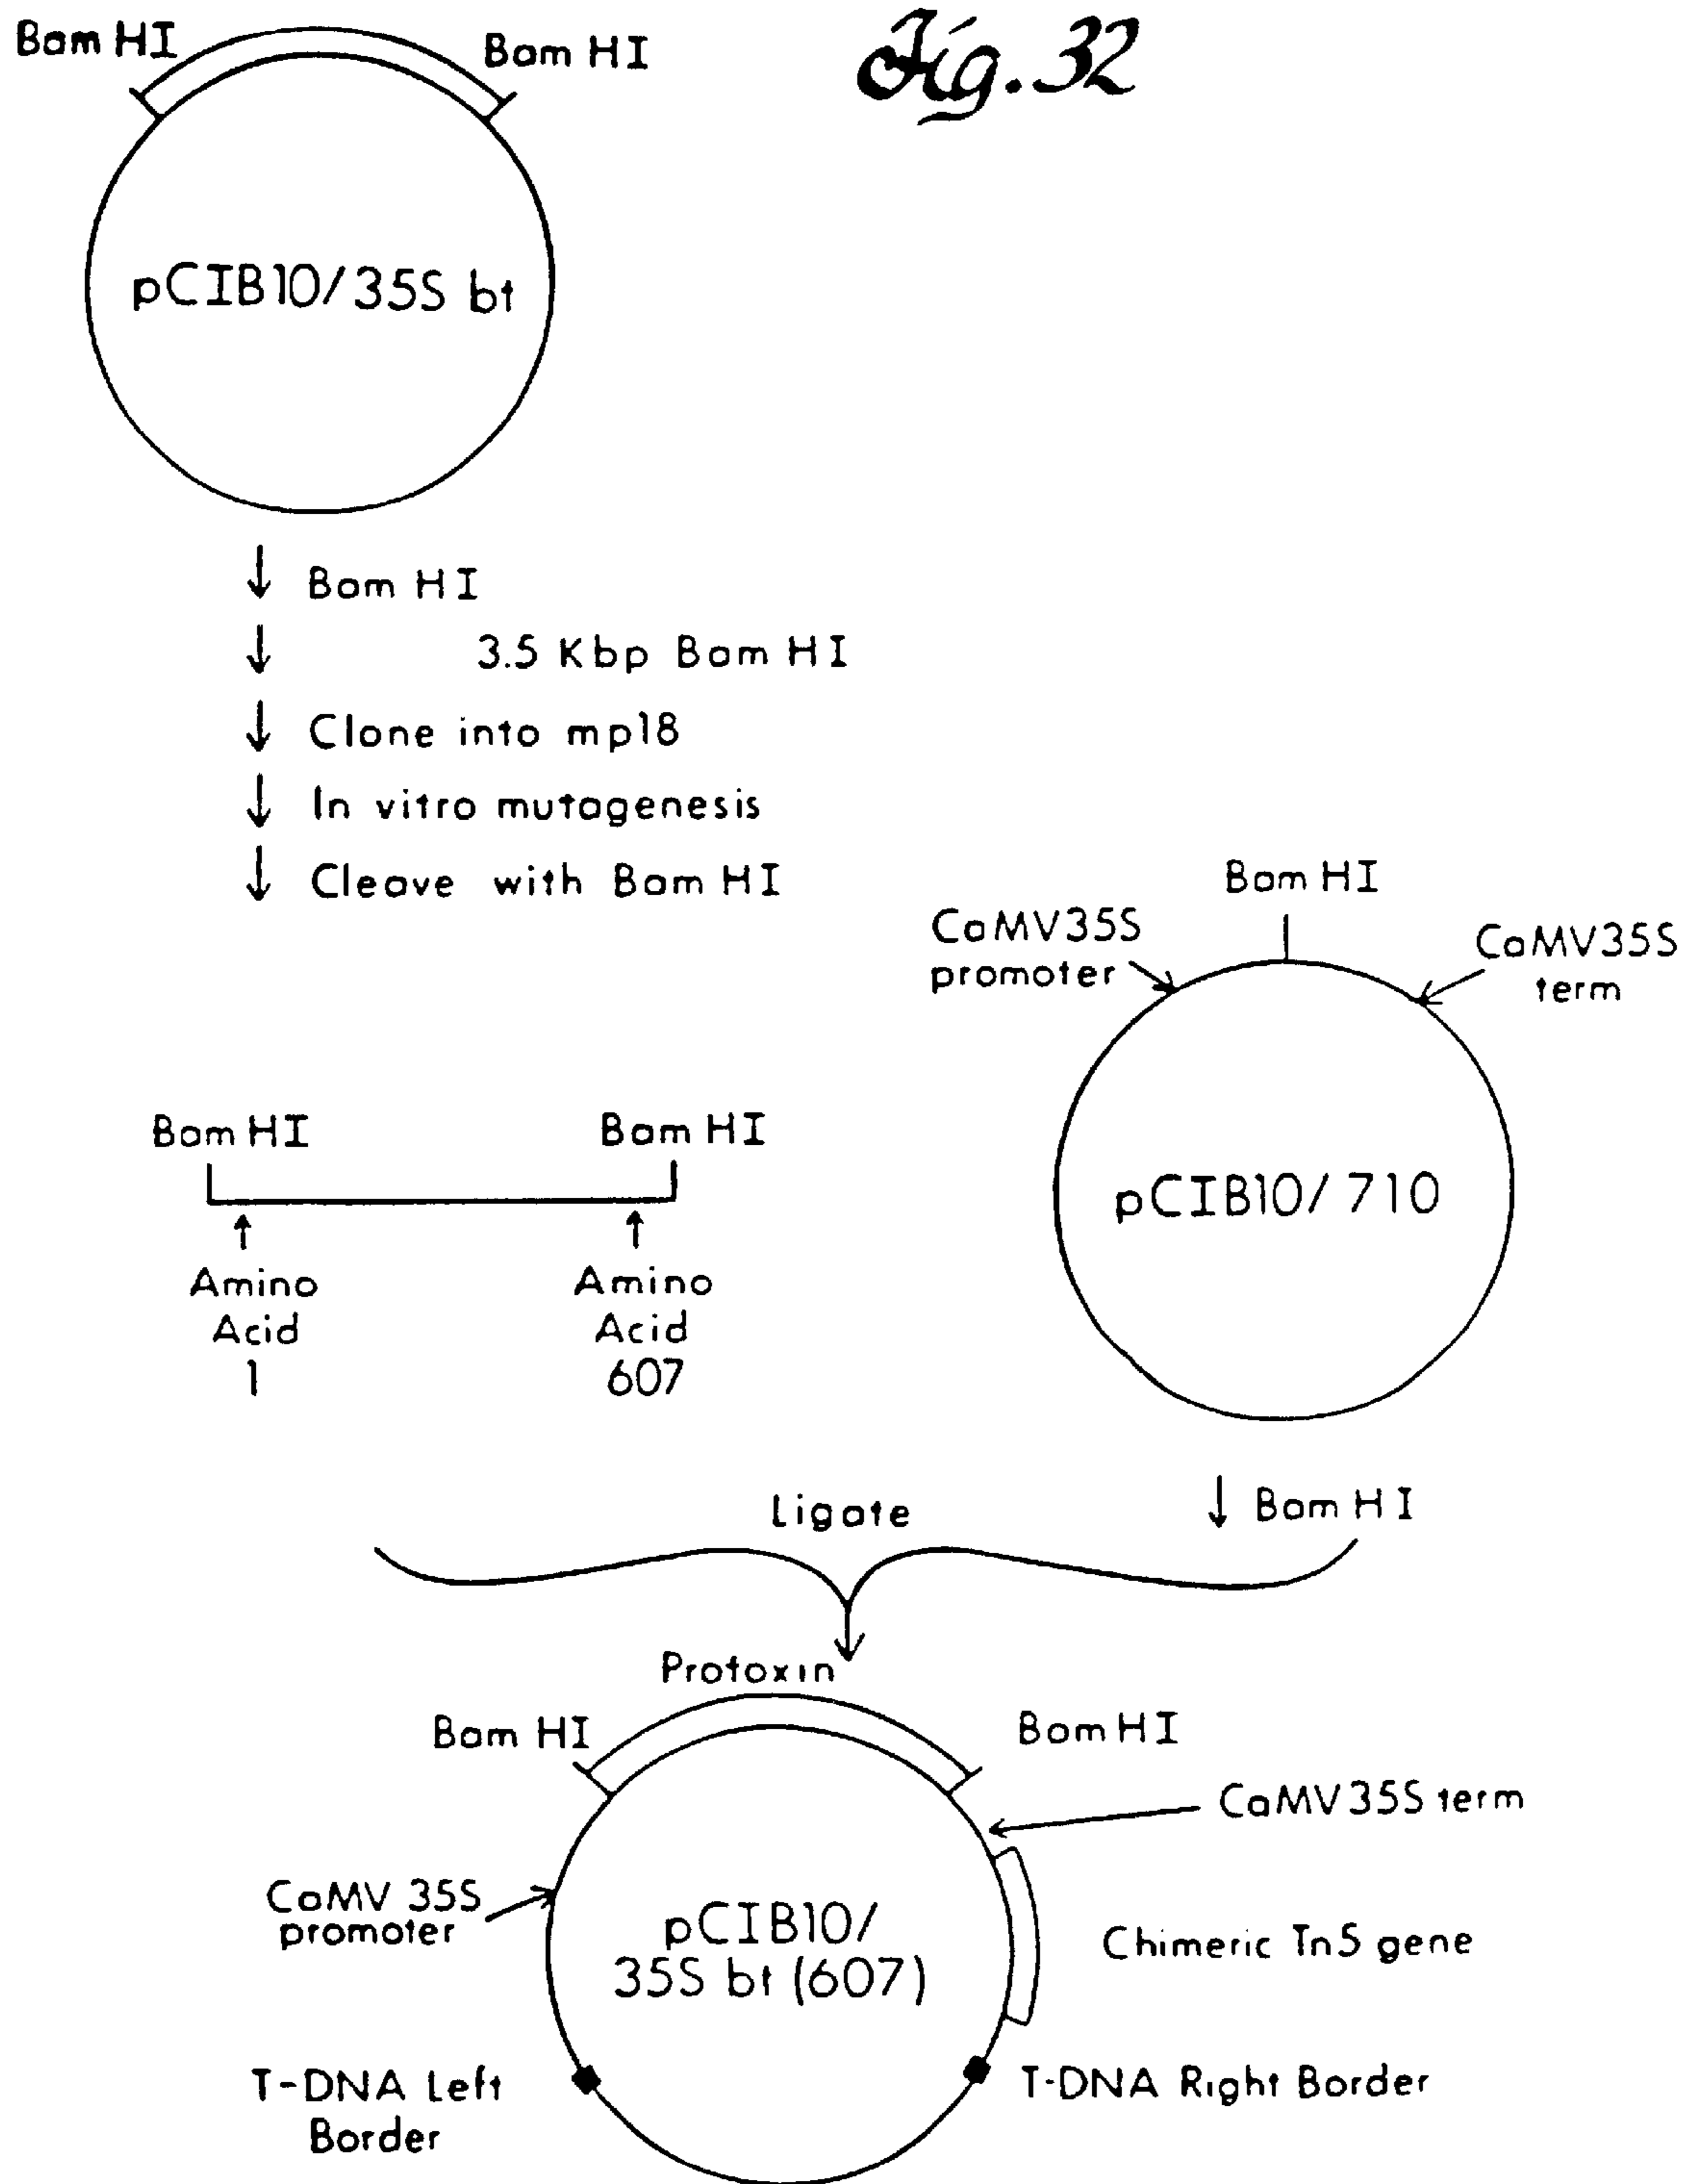 Fig. 32
Bam HI
Bam HI
pCIB10/35S bt
Bam HI
3.5 Kbp Bam HI
Clone into mp18
In vitro mutagenesis
Cleave with Bam HI
Bam HI
CaMV35S
promoter
CaMV35S
term
pCIB10/710
Bam HI
Bam HI
Amino
Acid
1
Amino
Acid
607
Ligate
Bam HI
Protoxin
Bam HI
Bam HI
CaMV 35S term
CaMV 35S
promoter
pCIB10/
35S bt (607)
Chimeric Tn5 gene
T-DNA Left
Border
T-DNA Right Border